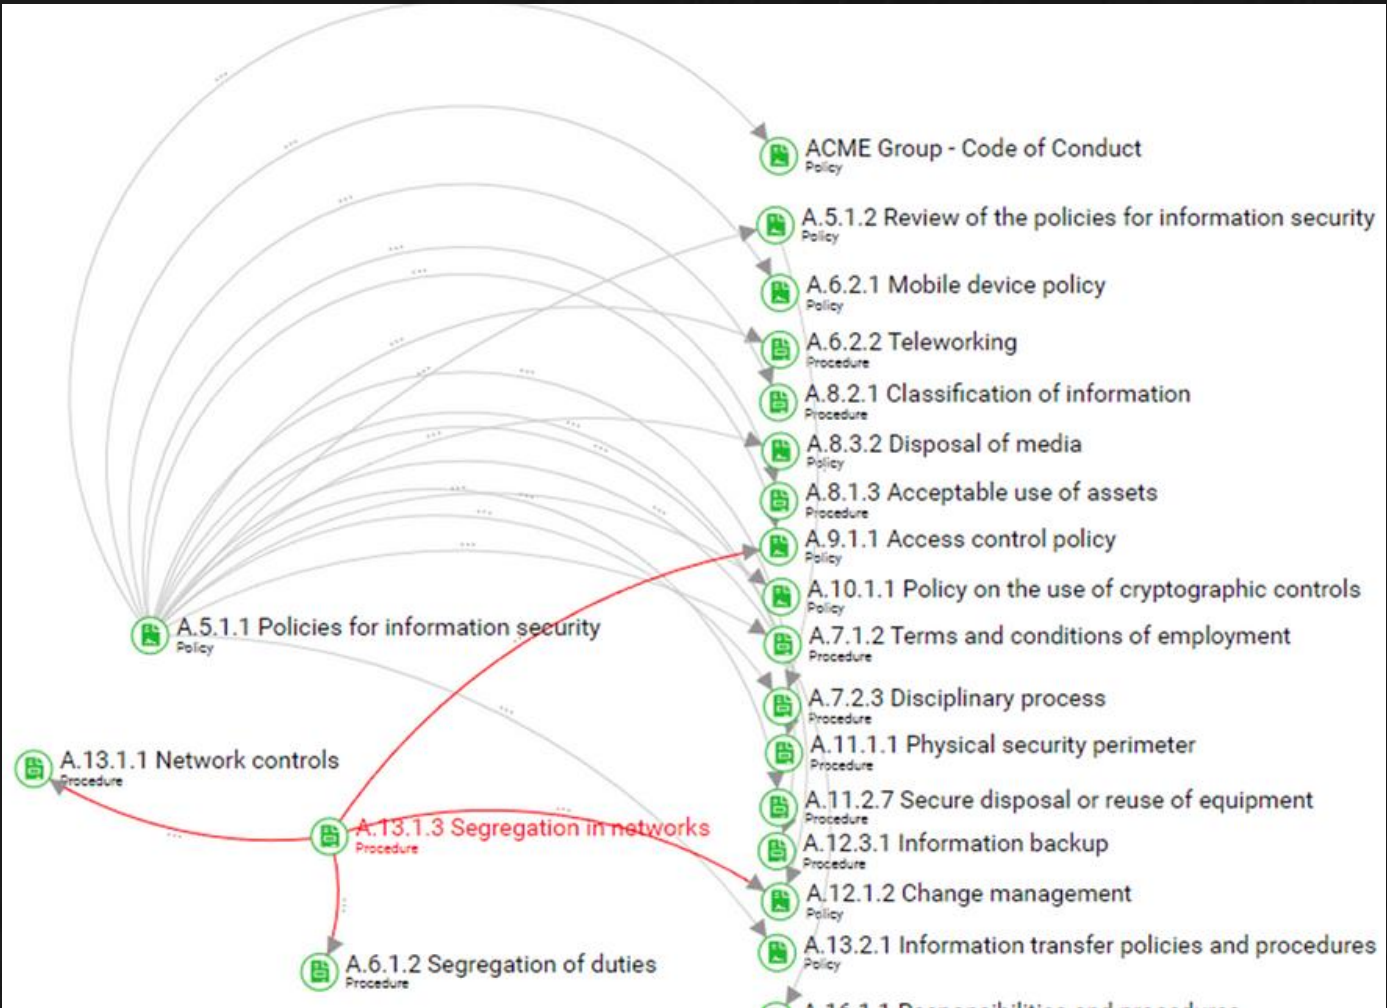 ACME Group - Code of Conduct
Policy
A.5.1.2 Review of the policies for information security
Policy
A.6.2.1 Mobile device policy
Policy
A.6.2.2 Teleworking
Procedure
A.8.2.1 Classification of information
Procedure
A.8.3.2 Disposal of media
Policy
A.8.1.3 Acceptable use of assets
Procedure
A.9.1.1 Access control policy
Policy
A.10.1.1 Policy on the use of cryptographic controls
Policy
A.5.1.1 Policies for information security
Policy
A.7.1.2 Terms and conditions of employment
Procedure
A.7.2.3 Disciplinary process
Procedure
A.11.1.1 Physical security perimeter
Procedure
A.13.1.1 Network controls
Procedure
A.11.2.7 Secure disposal or reuse of equipment
Procedure
A.13.1.3 Segregation in networks
Procedure
A.12.3.1 Information backup
Procedure
A.12.1.2 Change management
Policy
A.13.2.1 Information transfer policies and procedures
Policy
A.6.1.2 Segregation of duties
Procedure